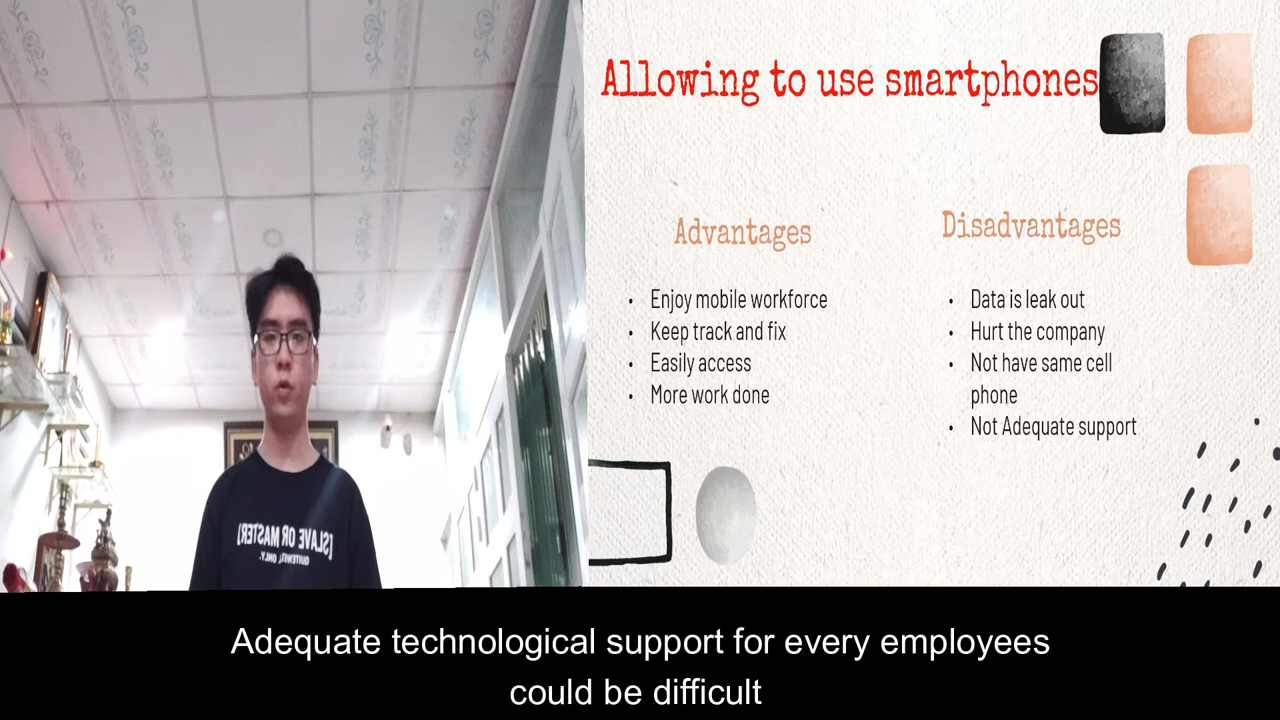 Allowing to use smartphones
Advantages
Disadvantages
• Enjoy mobile workforce
• Keep track and fix
• Easily access
• More work done
• Data is leak out
• Hurt the company
• Not have same cell
phone
• Not Adequate support
[SLAVE OR MASTER]
Adequate technological support for every employees
could be difficult